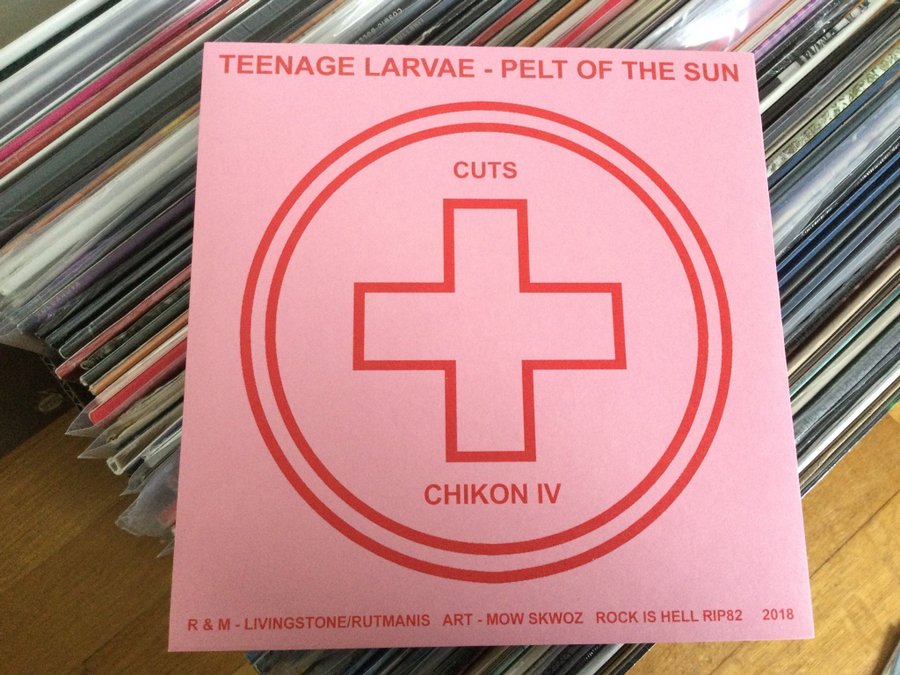 TEENAGE LARVAE - PELT OF THE SUN
CUTS
CHIKON IV
R & M - LIVINGSTONE/RUTMANIS ART - MOW SKWOZ ROCK IS HELL RIP82 2018